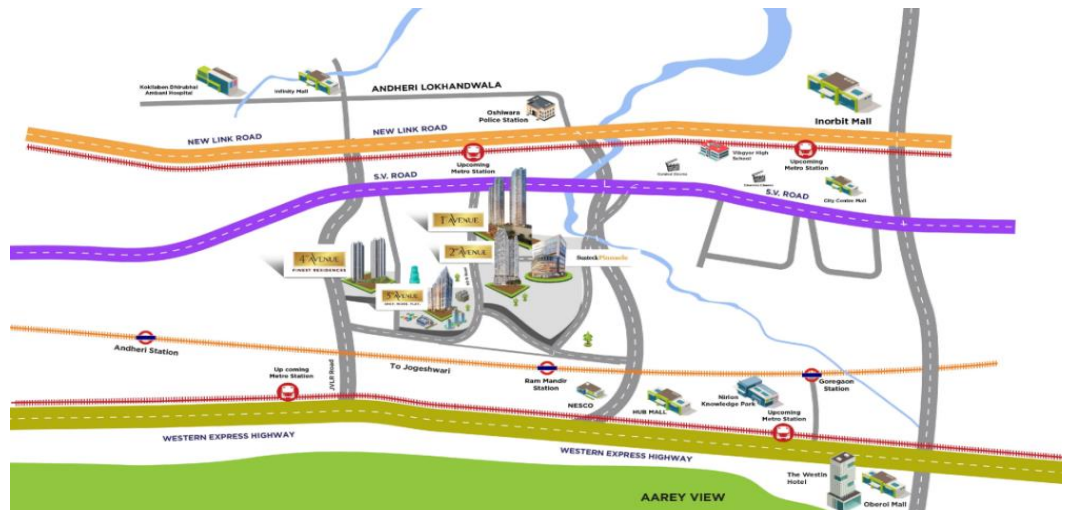 Kokilaben Dhirubhai
Ambani Hospital
Infinity Mall
ANDHERI LOKHANDWALA
Oshiwara
Police Station
Inorbit Mall
NEW LINK ROAD
NEW LINK ROAD
Upcoming
Metro Station
Vibgyor High
School
Upcoming
Metro Station
S.V. ROAD
S.V. ROAD
City Centre Mall
1st AVENUE
2nd AVENUE
Sunteck Pinnacle
4th AVENUE
FINEST RESIDENCES
5th AVENUE
Andheri Station
To Jogeshwari
Ram Mandir
Station
Goregaon
Station
Up coming
Metro Station
JVLR Road
NESCO
HUB MALL
Nirlon
Knowledge Park
Upcoming
Metro Station
WESTERN EXPRESS HIGHWAY
WESTERN EXPRESS HIGHWAY
The Westin
Hotel
Oberoi Mall
AAREY VIEW